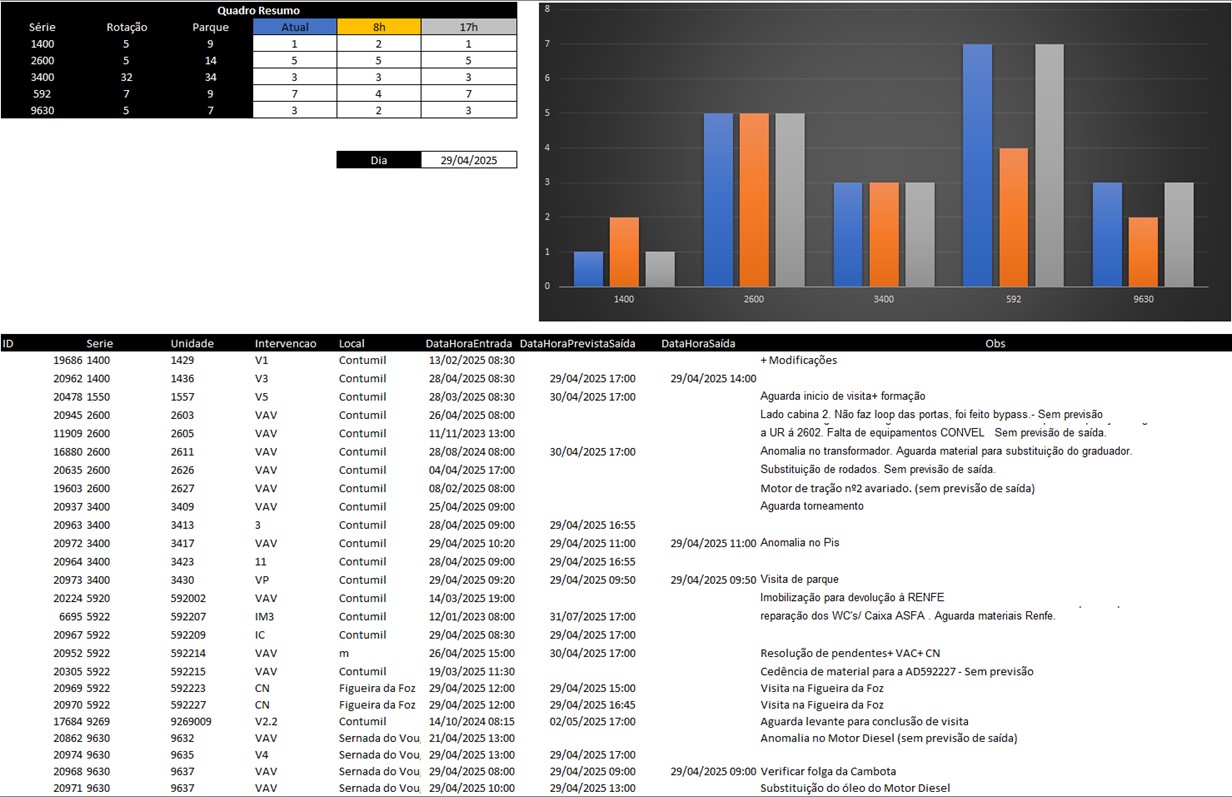 Quadro Resumo
Série Rotação Parque Atual 8h 17h
1400 5 9 1 2 1
2600 5 14 5 5 5
3400 32 34 3 3 3
592 7 9 7 4 7
9630 5 7 3 2 3
Dia 29/04/2025
8
7
6
5
4
3
2
1
0
1400 2600 3400 592 9630
ID Serie Unidade Intervencao Local DataHoraEntrada DataHoraPrevistaSaída DataHoraSaída Obs
19686 1400 1429 V1 Contumil 13/02/2025 08:30 + Modificações
20962 1400 1436 V3 Contumil 28/04/2025 08:30 29/04/2025 17:00 29/04/2025 14:00
20478 1550 1557 V5 Contumil 28/03/2025 08:30 30/04/2025 17:00 Aguarda inicio de visita+ formação
20945 2600 2603 VAV Contumil 26/04/2025 08:00 Lado cabina 2. Não faz loop das portas, foi feito bypass.- Sem previsão
11909 2600 2605 VAV Contumil 11/11/2023 13:00 a UR á 2602. Falta de equipamentos CONVEL Sem previsão de saída.
16880 2600 2611 VAV Contumil 28/08/2024 08:00 30/04/2025 17:00 Anomalia no transformador. Aguarda material para substituição do graduador.
20635 2600 2626 VAV Contumil 04/04/2025 17:00 Substituição de rodados. Sem previsão de saída.
19603 2600 2627 VAV Contumil 08/02/2025 08:00 Motor de tração nº2 avariado. (sem previsão de saída)
20937 3400 3409 VAV Contumil 25/04/2025 09:00 Aguarda torneamento
20963 3400 3413 3 Contumil 28/04/2025 09:00 29/04/2025 16:55
20972 3400 3417 VAV Contumil 29/04/2025 10:20 29/04/2025 11:00 29/04/2025 11:00 Anomalia no Pis
20964 3400 3423 11 Contumil 28/04/2025 09:00 29/04/2025 16:55
20973 3400 3430 VP Contumil 29/04/2025 09:20 29/04/2025 09:50 29/04/2025 09:50 Visita de parque
20224 5920 592002 VAV Contumil 14/03/2025 19:00 Imobilização para devolução à RENFE
6695 5922 592207 IM3 Contumil 12/01/2023 08:00 31/07/2025 17:00 reparação dos WC's/ Caixa ASFA . Aguarda materiais Renfe.
20967 5922 592209 IC Contumil 29/04/2025 08:30 29/04/2025 17:00
20952 5922 592214 VAV m 26/04/2025 15:00 30/04/2025 17:00 Resolução de pendentes+ VAC+ CN
20305 5922 592215 VAV Contumil 19/03/2025 11:30 Cedência de material para a AD592227 - Sem previsão
20969 5922 592223 CN Figueira da Foz 29/04/2025 12:00 29/04/2025 15:00 Visita na Figueira da Foz
20970 5922 592227 CN Figueira da Foz 29/04/2025 12:00 29/04/2025 16:45 Visita na Figueira da Foz
17684 9269 9269009 V2.2 Contumil 14/10/2024 08:15 02/05/2025 17:00 Aguarda levante para conclusão de visita
20862 9630 9632 VAV Sernada do Vou 21/04/2025 13:00 Anomalia no Motor Diesel (sem previsão de saída)
20974 9630 9635 V4 Sernada do Vou 29/04/2025 13:00 29/04/2025 17:00
20968 9630 9637 VAV Sernada do Vou 29/04/2025 08:00 29/04/2025 09:00 29/04/2025 09:00 Verificar folga da Cambota
20971 9630 9637 VAV Sernada do Vou 29/04/2025 10:00 29/04/2025 13:00 Substituição do óleo do Motor Diesel